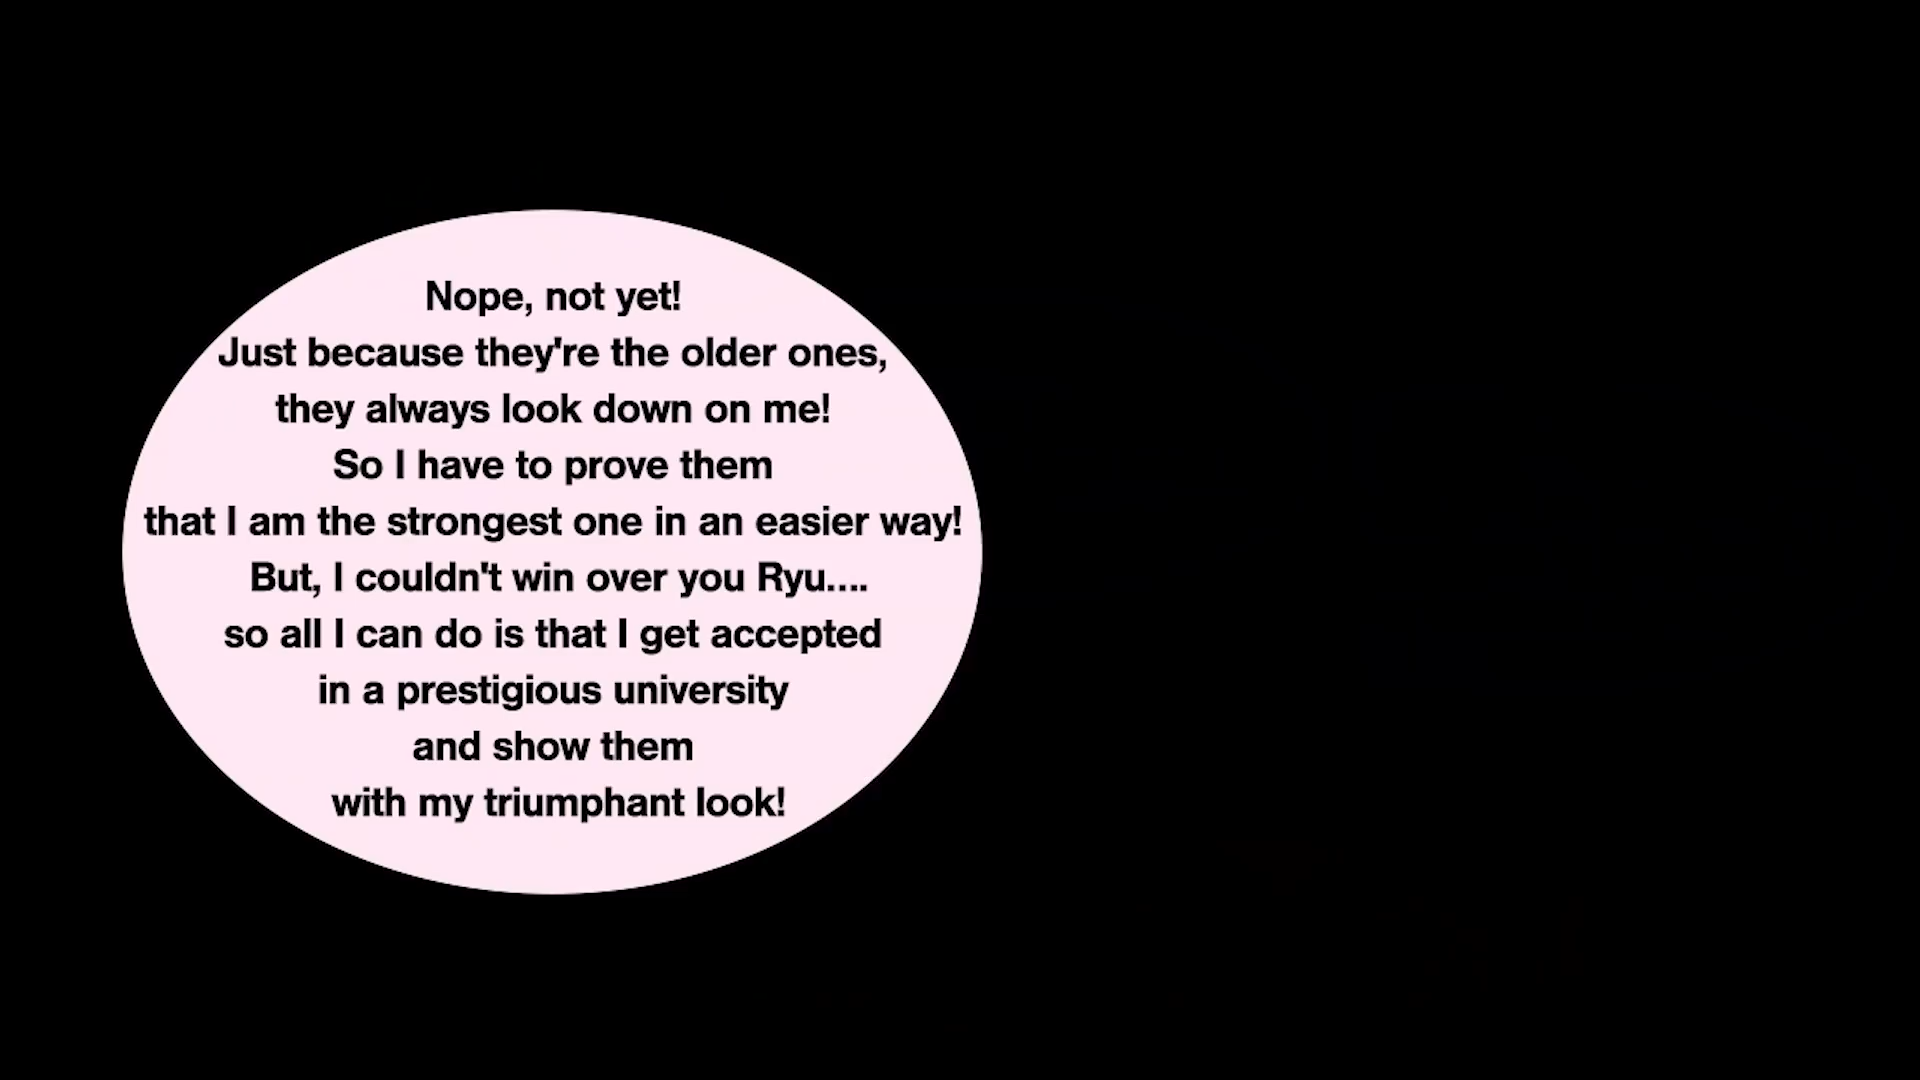 Nope, not yet!
Just because they're the older ones,
they always look down on me!
So I have to prove them
that I am the strongest one in an easier way!
But, I couldn't win over you Ryu....
so all I can do is that I get accepted
in a prestigious university
and show them
with my triumphant look!